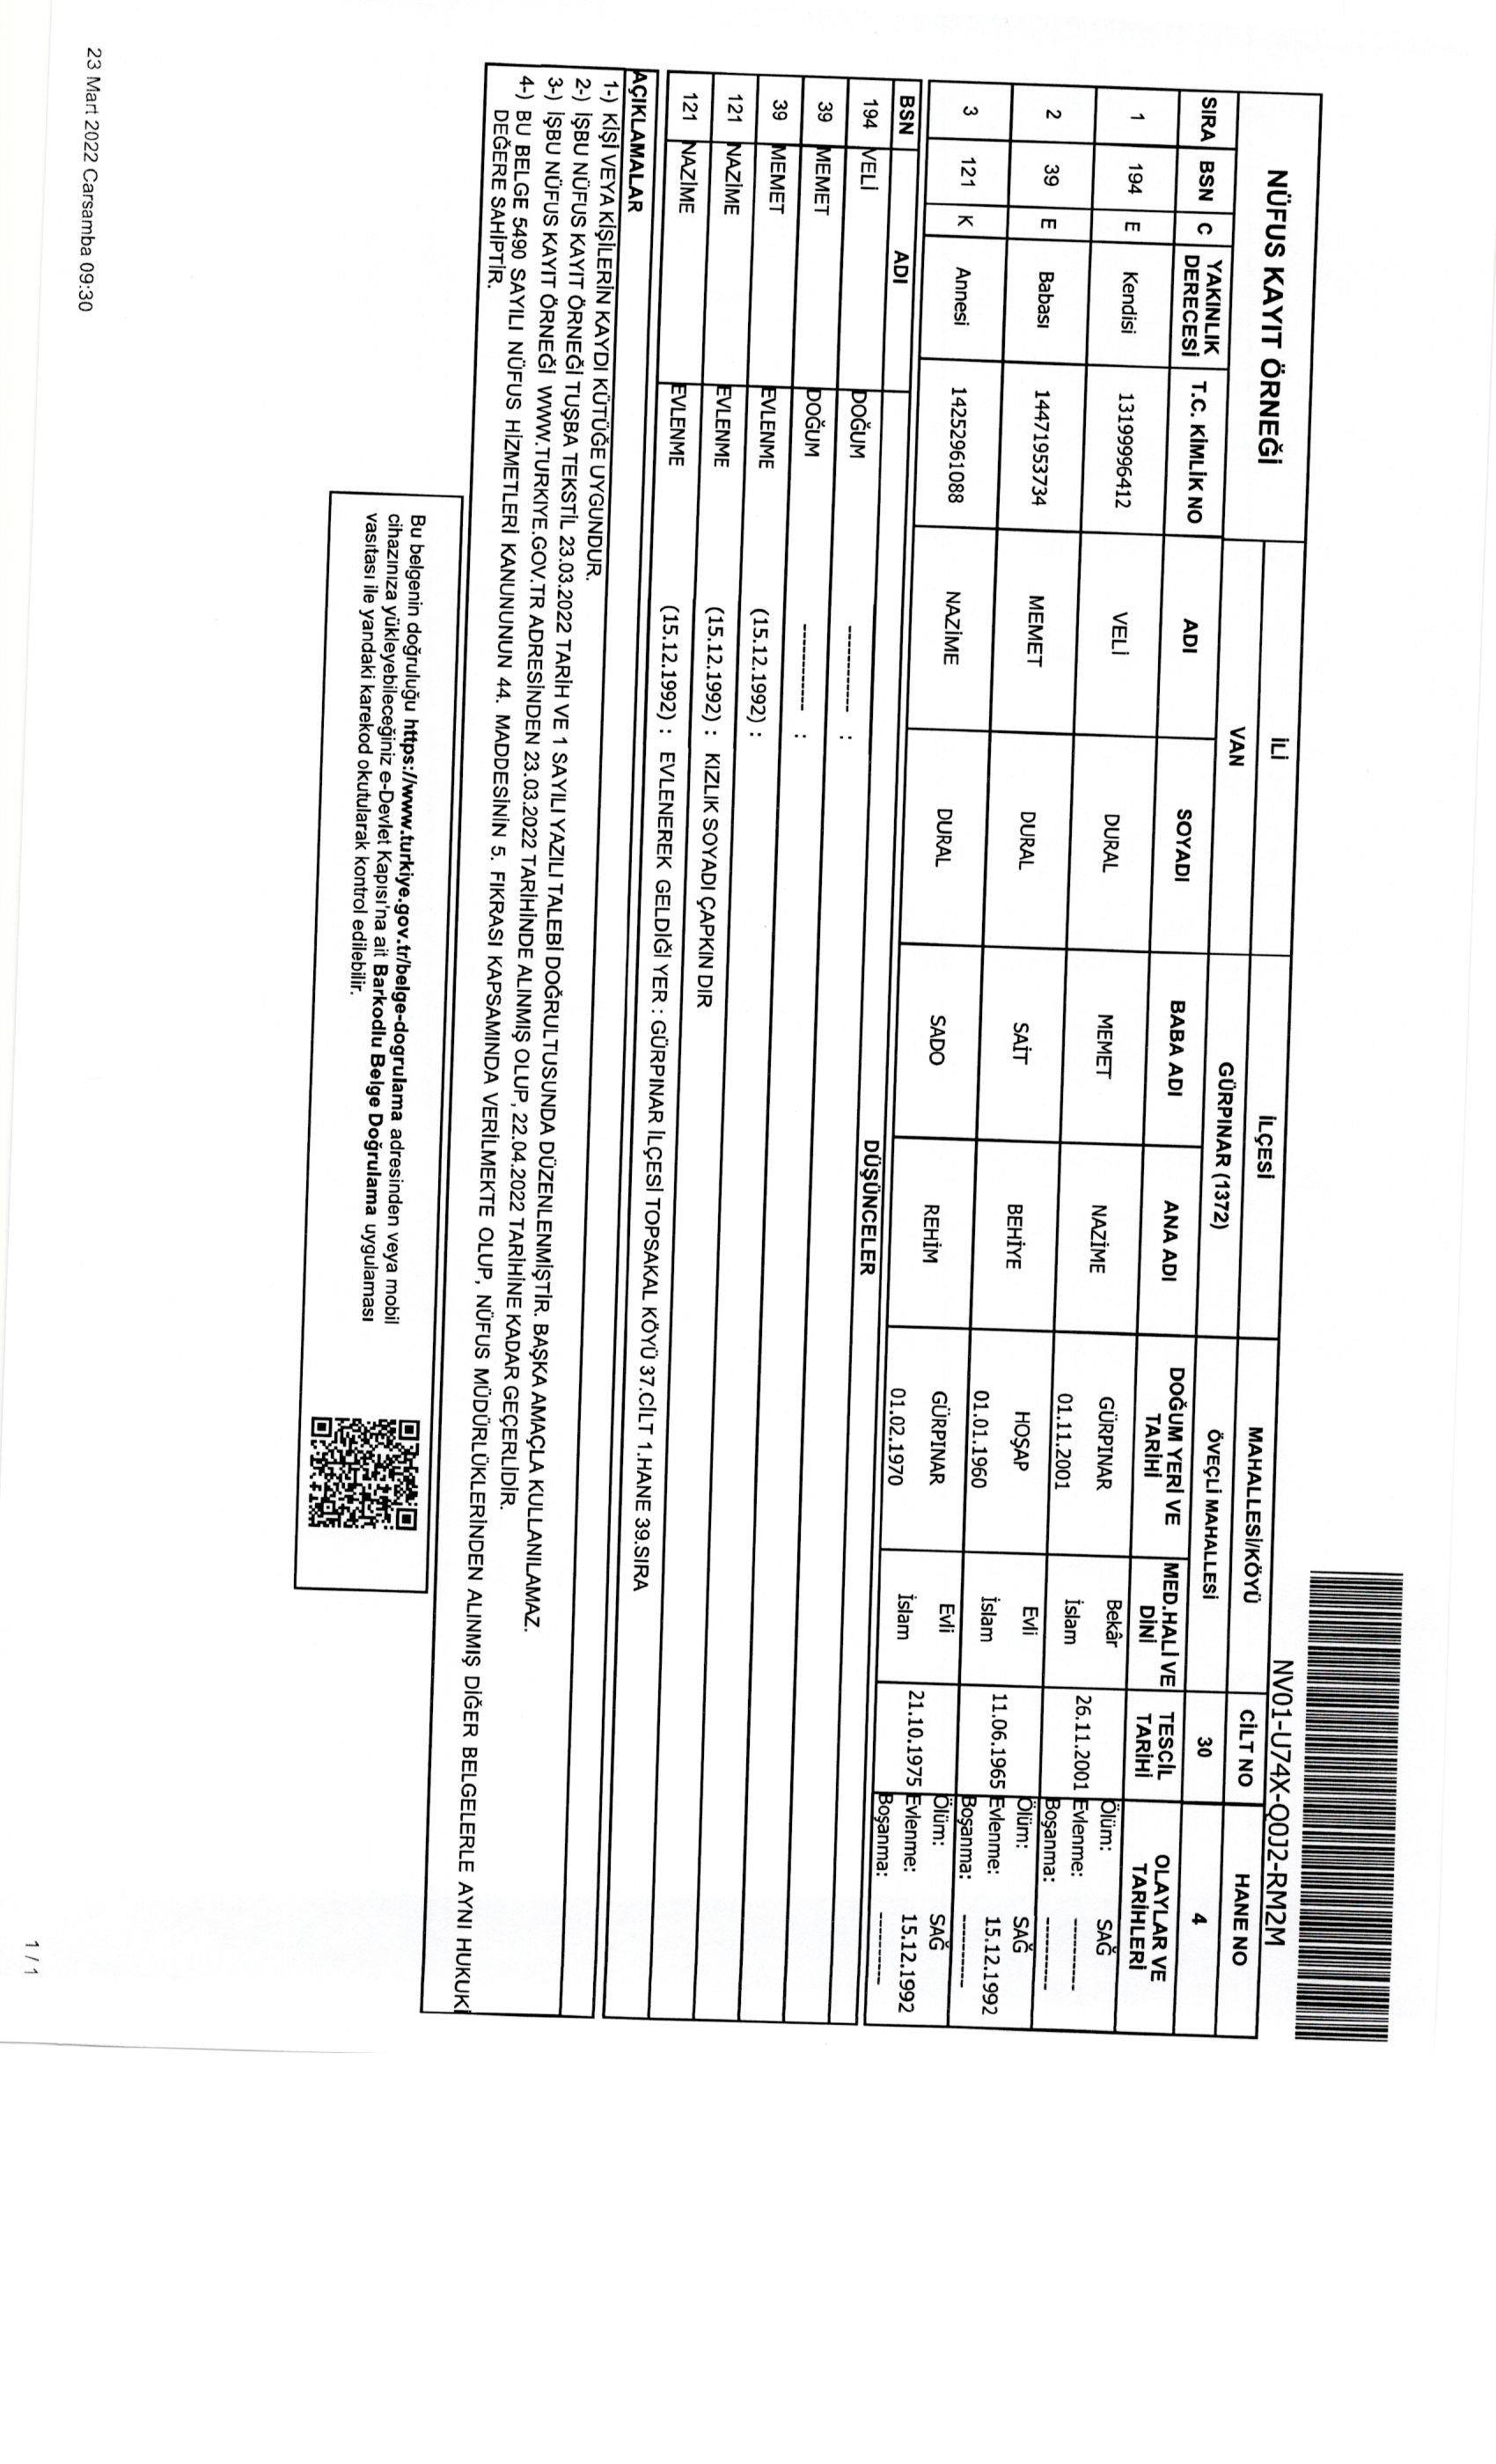 NV01-U74X-Q0J2-RM2M
NÜFUS KAYIT ÖRNEĞİ İLİ İLÇESİ MAHALLESİ/KÖYÜ CİLT NO HANE NO
VAN GÜRPINAR (1372) ÖVEÇLİ MAHALLESİ 30 4
SIRA BSN C YAKINLIK DERECESİ T.C. KİMLİK NO ADI SOYADI BABA ADI ANA ADI DOĞUM YERİ VE TARİHİ MED.HALİ VE DİNİ TESCİL TARİHİ OLAYLAR VE TARİHLERİ
1 194 E Kendisi 13199996412 VELİ DURAL MEMET NAZİME GÜRPINAR 01.11.2001 Bekâr İslam 26.11.2001 Ölüm: SAĞ Evlenme: ---------- Boşanma: ----------
2 39 E Babası 14471953734 MEMET DURAL SAİT BEHİYE HOŞAP 01.01.1960 Evli İslam 11.06.1965 Ölüm: SAĞ Evlenme: 15.12.1992 Boşanma: ----------
3 121 K Annesi 14252961088 NAZİME DURAL SADO REHİM GÜRPINAR 01.02.1970 Evli İslam 21.10.1975 Ölüm: SAĞ Evlenme: 15.12.1992 Boşanma: ----------
BSN ADI DÜŞÜNCELER
194 VELİ DOĞUM ------------ :
39 MEMET DOĞUM ------------ :
39 MEMET EVLENME (15.12.1992) :
121 NAZİME EVLENME (15.12.1992) : KIZLIK SOYADI ÇAPKIN DIR
121 NAZİME EVLENME (15.12.1992) : EVLENEREK GELDİĞİ YER : GÜRPINAR İLÇESİ TOPSAKAL KÖYÜ 37.CİLT 1.HANE 39.SIRA
AÇIKLAMALAR
1-) KİŞİ VEYA KİŞİLERİN KAYDI KÜTÜĞE UYGUNDUR.
2-) İŞBU NÜFUS KAYIT ÖRNEĞİ TUŞBA TEKSTİL 23.03.2022 TARİH VE 1 SAYILI YAZILI TALEBİ DOĞRULTUSUNDA DÜZENLENMİŞTİR. BAŞKA AMAÇLA KULLANILAMAZ.
3-) İŞBU NÜFUS KAYIT ÖRNEĞİ WWW.TURKIYE.GOV.TR ADRESİNDEN 23.03.2022 TARİHİNDE ALINMIŞ OLUP, 22.04.2022 TARİHİNE KADAR GEÇERLİDİR.
4-) BU BELGE 5490 SAYILI NÜFUS HİZMETLERİ KANUNUNUN 44. MADDESİNİN 5. FIKRASI KAPSAMINDA VERİLMEKTE OLUP, NÜFUS MÜDÜRLÜKLERİNDEN ALINMIŞ DİĞER BELGELERLE AYNI HUKUKİ
DEĞERE SAHİPTİR.
Bu belgenin doğruluğu https://www.turkiye.gov.tr/belge-dogrulama adresinden veya mobil
cihazınıza yükleyebileceğiniz e-Devlet Kapısı'na ait Barkodlu Belge Doğrulama uygulaması
vasıtası ile yandaki karekod okutularak kontrol edilebilir.
23 Mart 2022 Carsamba 09:30
1 / 1